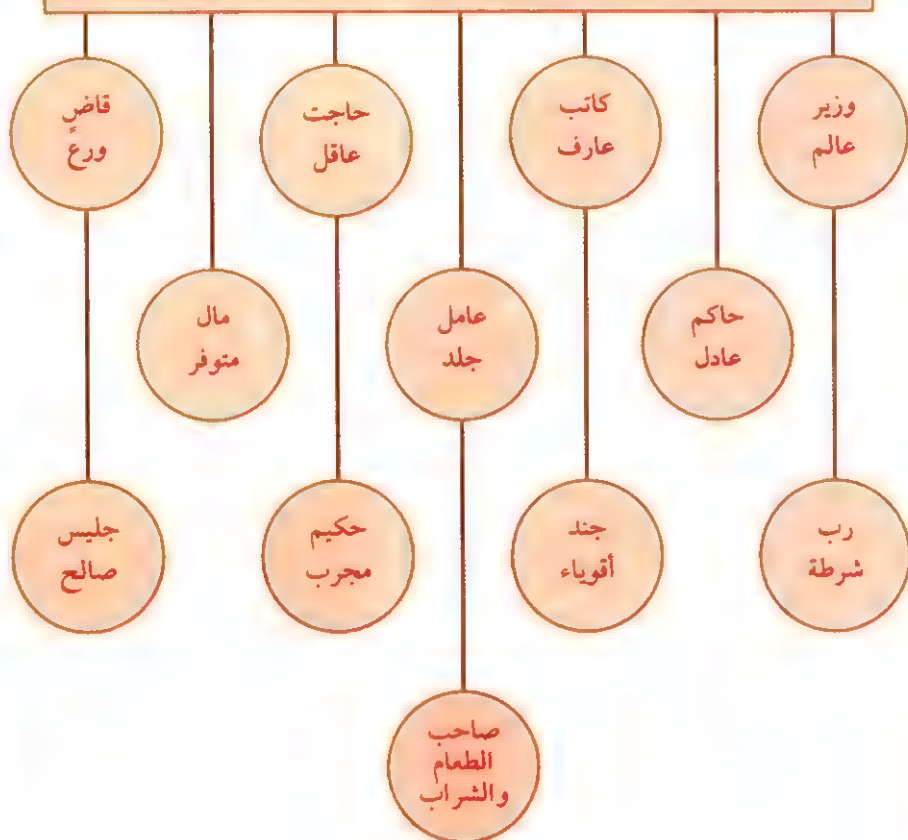 وزير
عالم
كاتب
عارف
حاجت
عاقل
قاضٍ
ورعٌ
حاكم
عادل
عامل
جلد
مال
متوفر
رب
شرطة
جند
أقوياء
حكيم
مجرب
جليس
صالح
صاحب
الطعام
والشراب